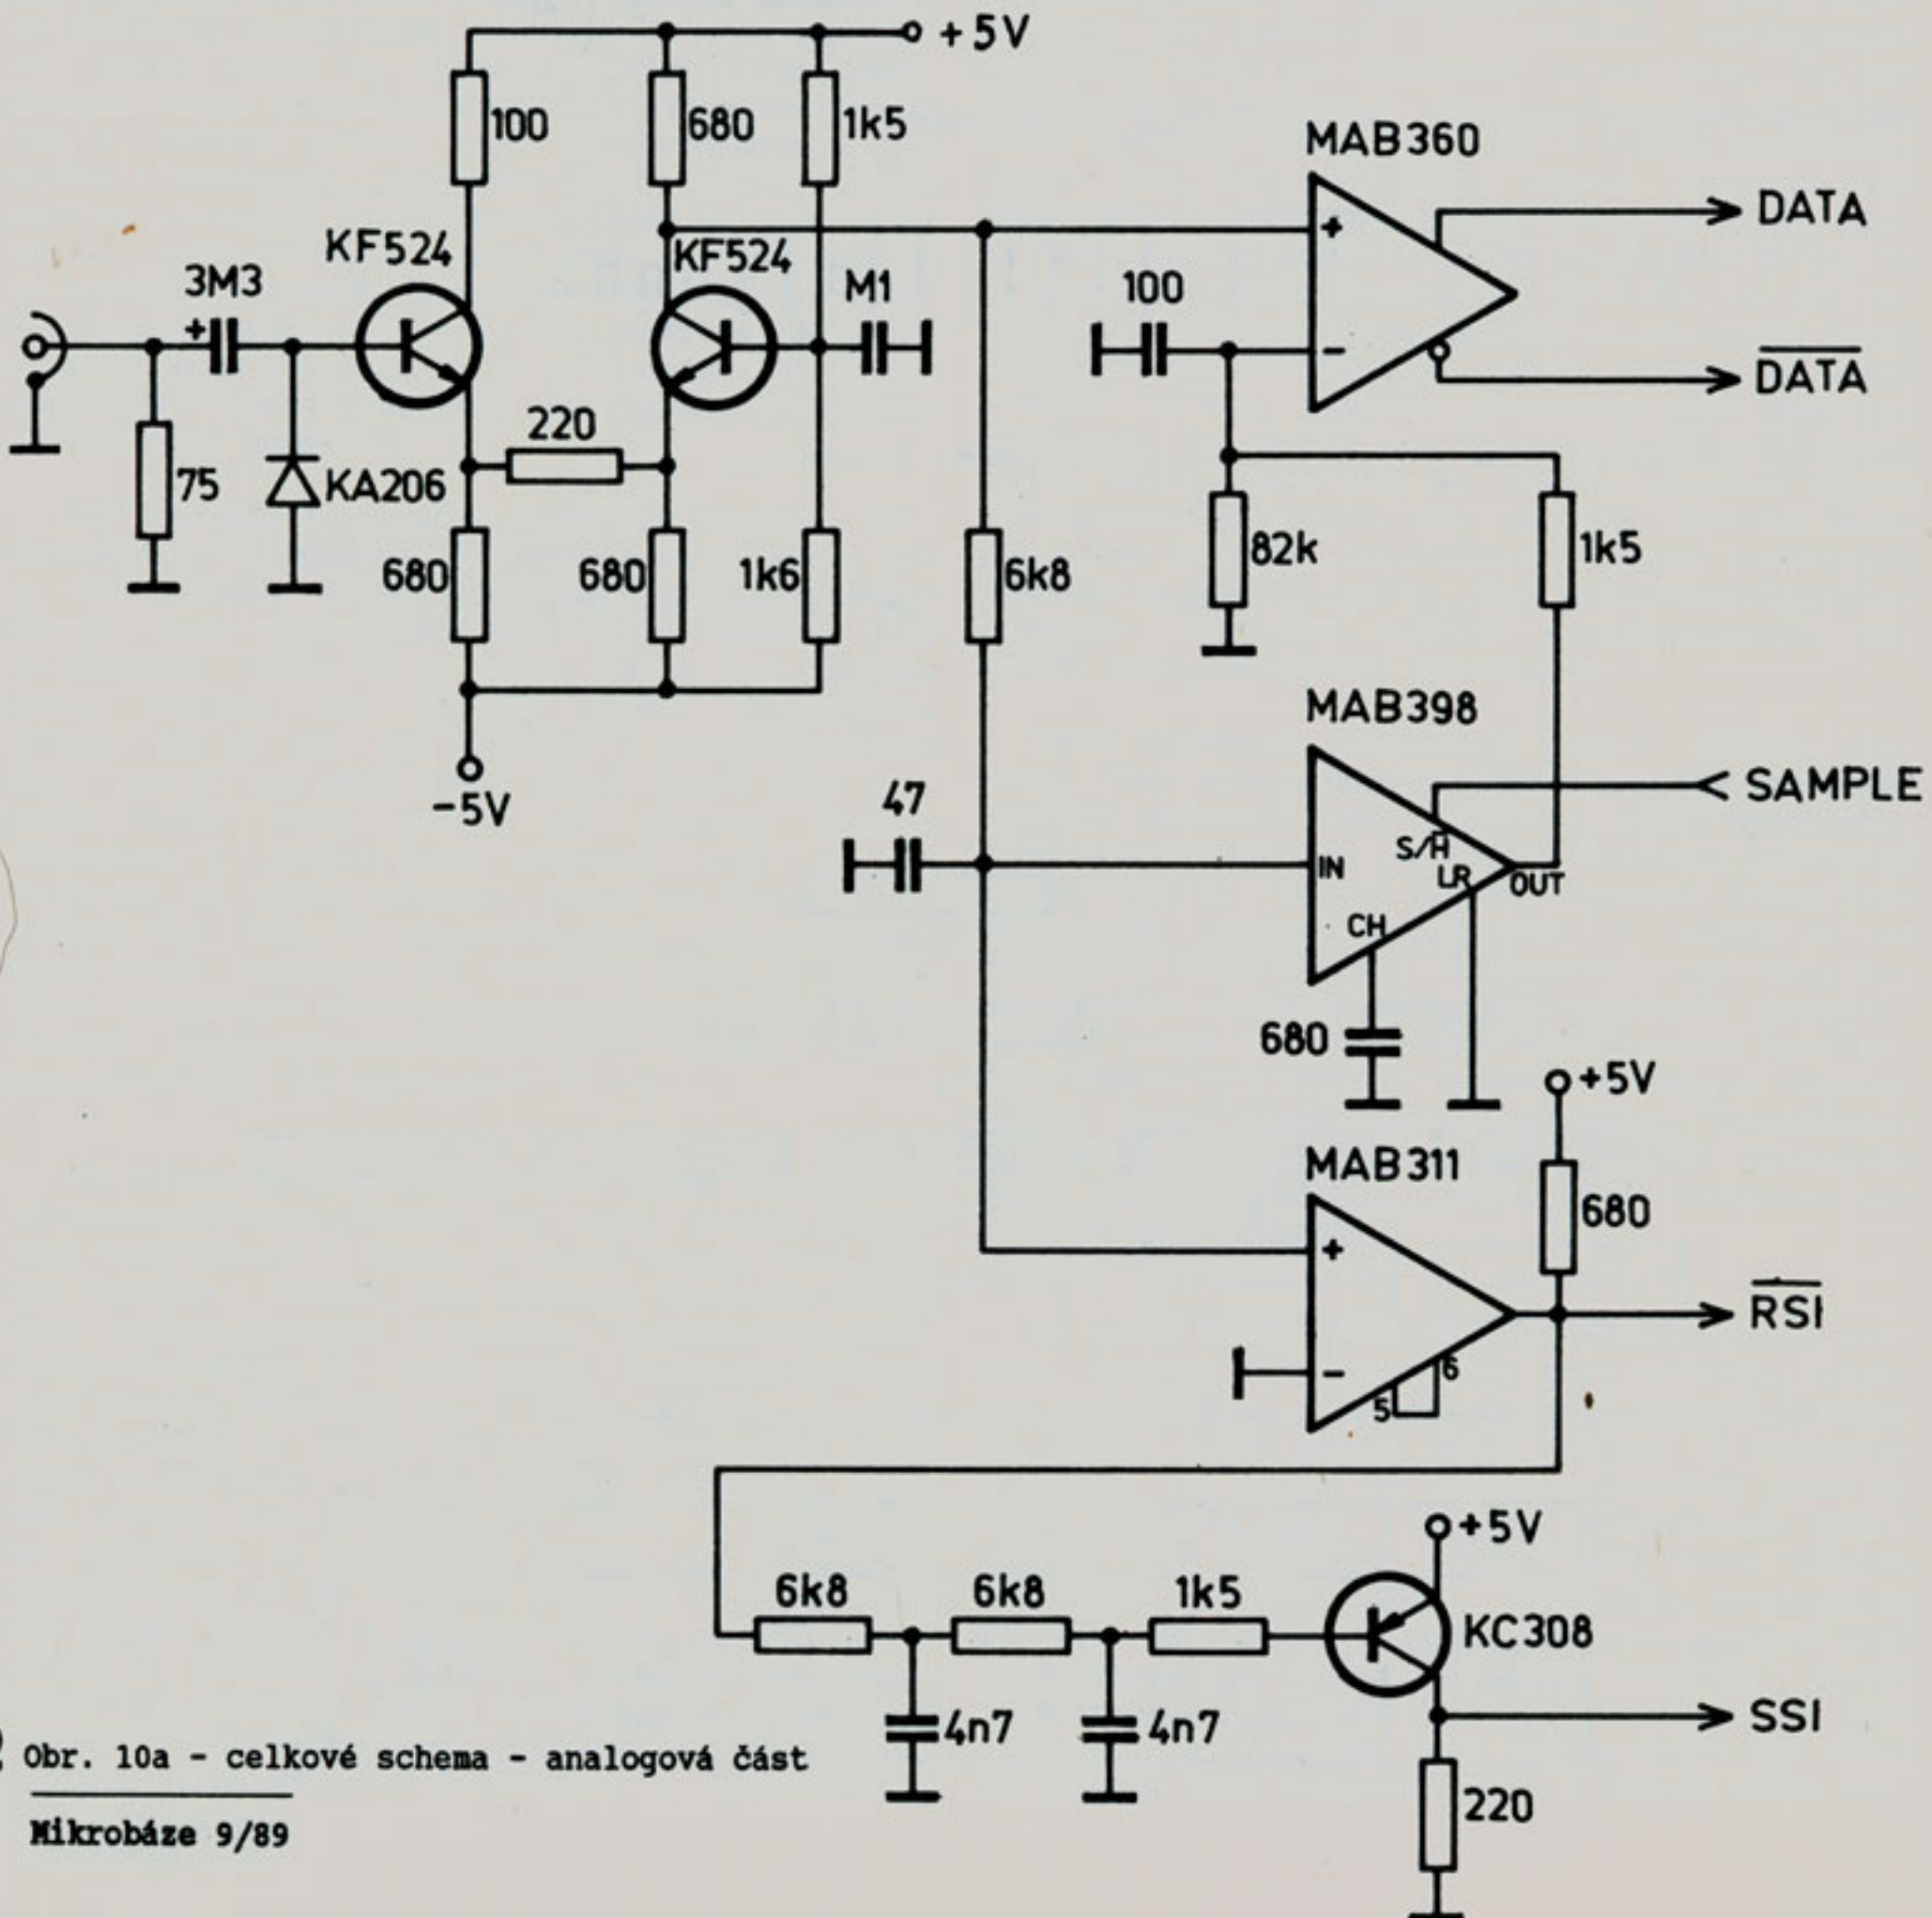 +5V
100
680
1k5
MAB360
DATA
KF524
KF524
3M3
+
M1
100
+
-
DATA
220
75
KA206
680
680
1k6
6k8
82k
1k5
-5V
MAB398
SAMPLE
47
S/H
IN
LR
OUT
CH
680
+5V
MAB311
680
+
RSI
-
6
5
+5V
6k8
6k8
1k5
KC308
4n7
4n7
SSI
220
Obr. 10a - celkové schema - analogová část
Mikrobáze 9/89